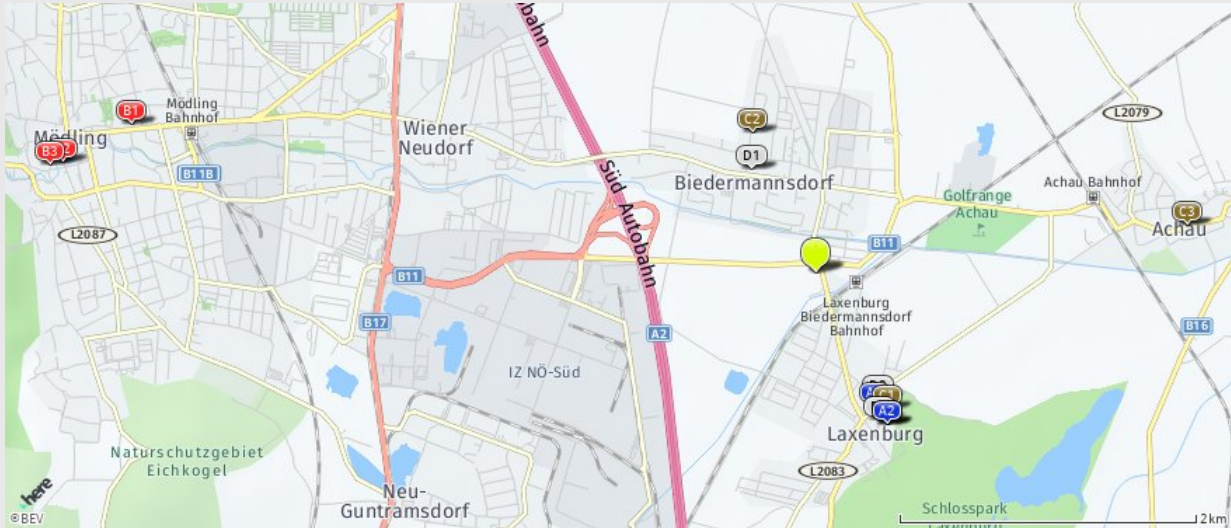 bahn
L2079
C2
B1
Mödling
Bahnhof
Wiener
Neudorf
Mödling
B3
D1
Süd Autobahn
B11B
Biedermannsdorf
Achau Bahnhof
Golfrange
Achau
C3
Achau
L2087
B11
B11
Laxenburg
Biedermannsdorf
Bahnhof
B17
A2
B16
IZ NÖ-Süd
C1
A2
Laxenburg
Naturschutzgebiet
Eichkogel
L2083
Neu-
Guntramsdorf
Schlosspark
here
©BEV
2km